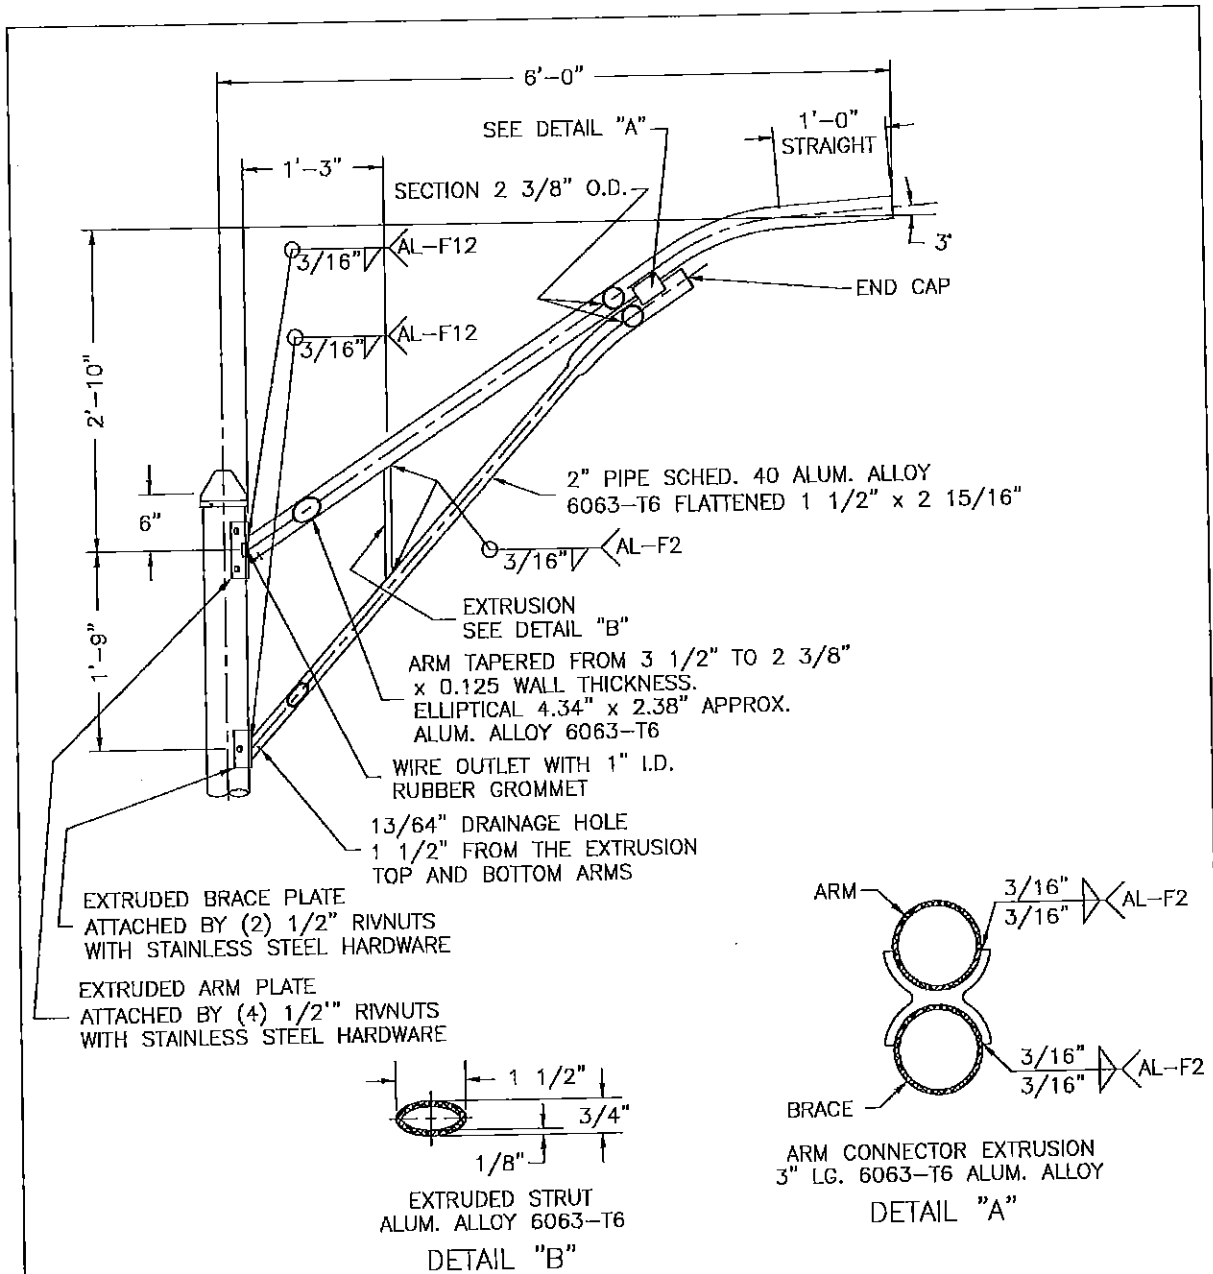 6'-0"
SEE DETAIL "A"
1'-0"
STRAIGHT
1'-3"
SECTION 2 3/8" O.D.
3/16"
AL-F12
3°
END CAP
3/16"
AL-F12
2'-10"
2" PIPE SCHED. 40 ALUM. ALLOY
6063-T6 FLATTENED 1 1/2" x 2 15/16"
6"
3/16"
AL-F2
EXTRUSION
SEE DETAIL "B"
1'-9"
ARM TAPERED FROM 3 1/2" TO 2 3/8"
x 0.125 WALL THICKNESS.
ELLIPTICAL 4.34" x 2.38" APPROX.
ALUM. ALLOY 6063-T6
WIRE OUTLET WITH 1" I.D.
RUBBER GROMMET
13/64" DRAINAGE HOLE
1 1/2" FROM THE EXTRUSION
TOP AND BOTTOM ARMS
EXTRUDED BRACE PLATE
ATTACHED BY (2) 1/2" RIVNUTS
WITH STAINLESS STEEL HARDWARE
EXTRUDED ARM PLATE
ATTACHED BY (4) 1/2'" RIVNUTS
WITH STAINLESS STEEL HARDWARE
ARM
3/16"
3/16"
AL-F2
3/16"
3/16"
AL-F2
BRACE
ARM CONNECTOR EXTRUSION
3" LG. 6063-T6 ALUM. ALLOY
DETAIL "A"
1 1/2"
3/4"
1/8"
EXTRUDED STRUT
ALUM. ALLOY 6063-T6
DETAIL "B"